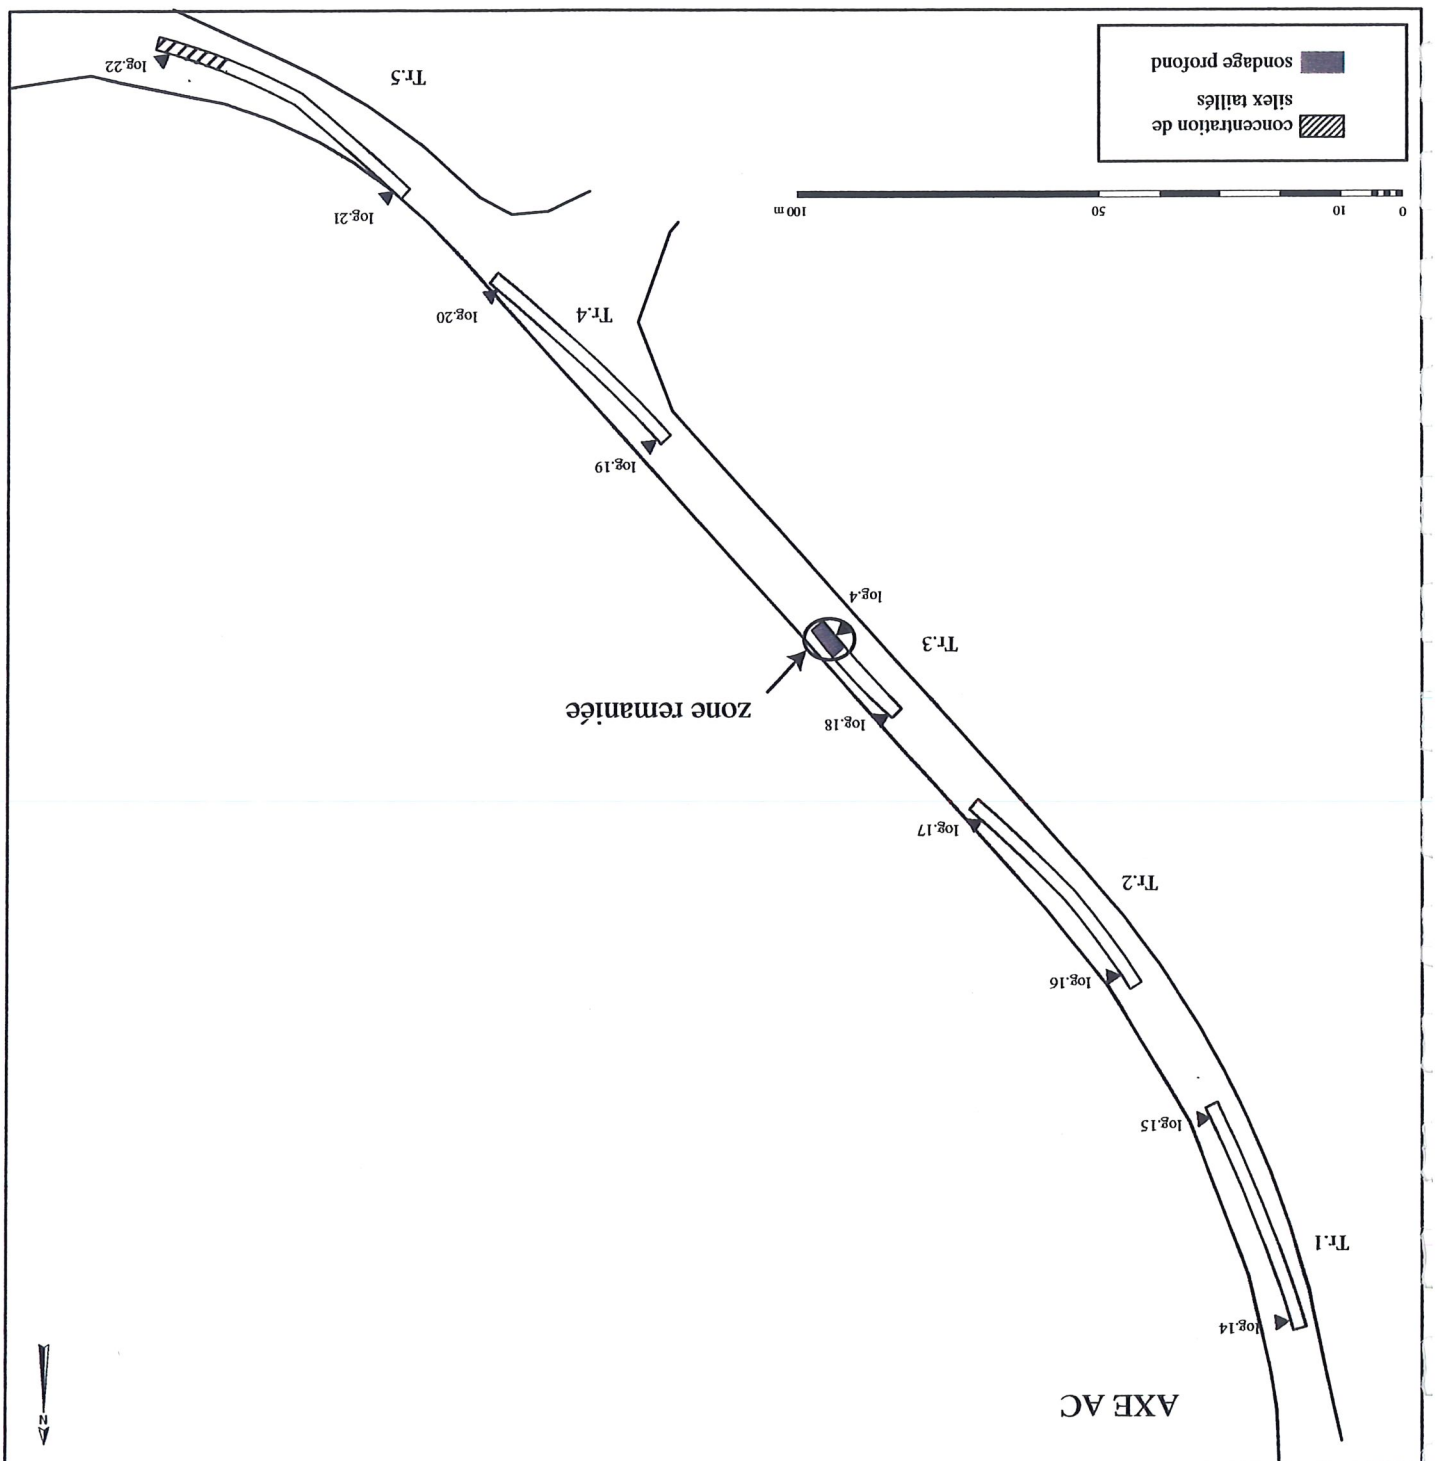 N
AXE AC
log.14
Tr.1
log.15
log.16
Tr.2
log.17
log.18
zone remaniée
Tr.3
log.4
log.19
Tr.4
log.20
log.21
Tr.5
log.22
0 10 50 100 m
concentration de
silex taillés
sondage profond